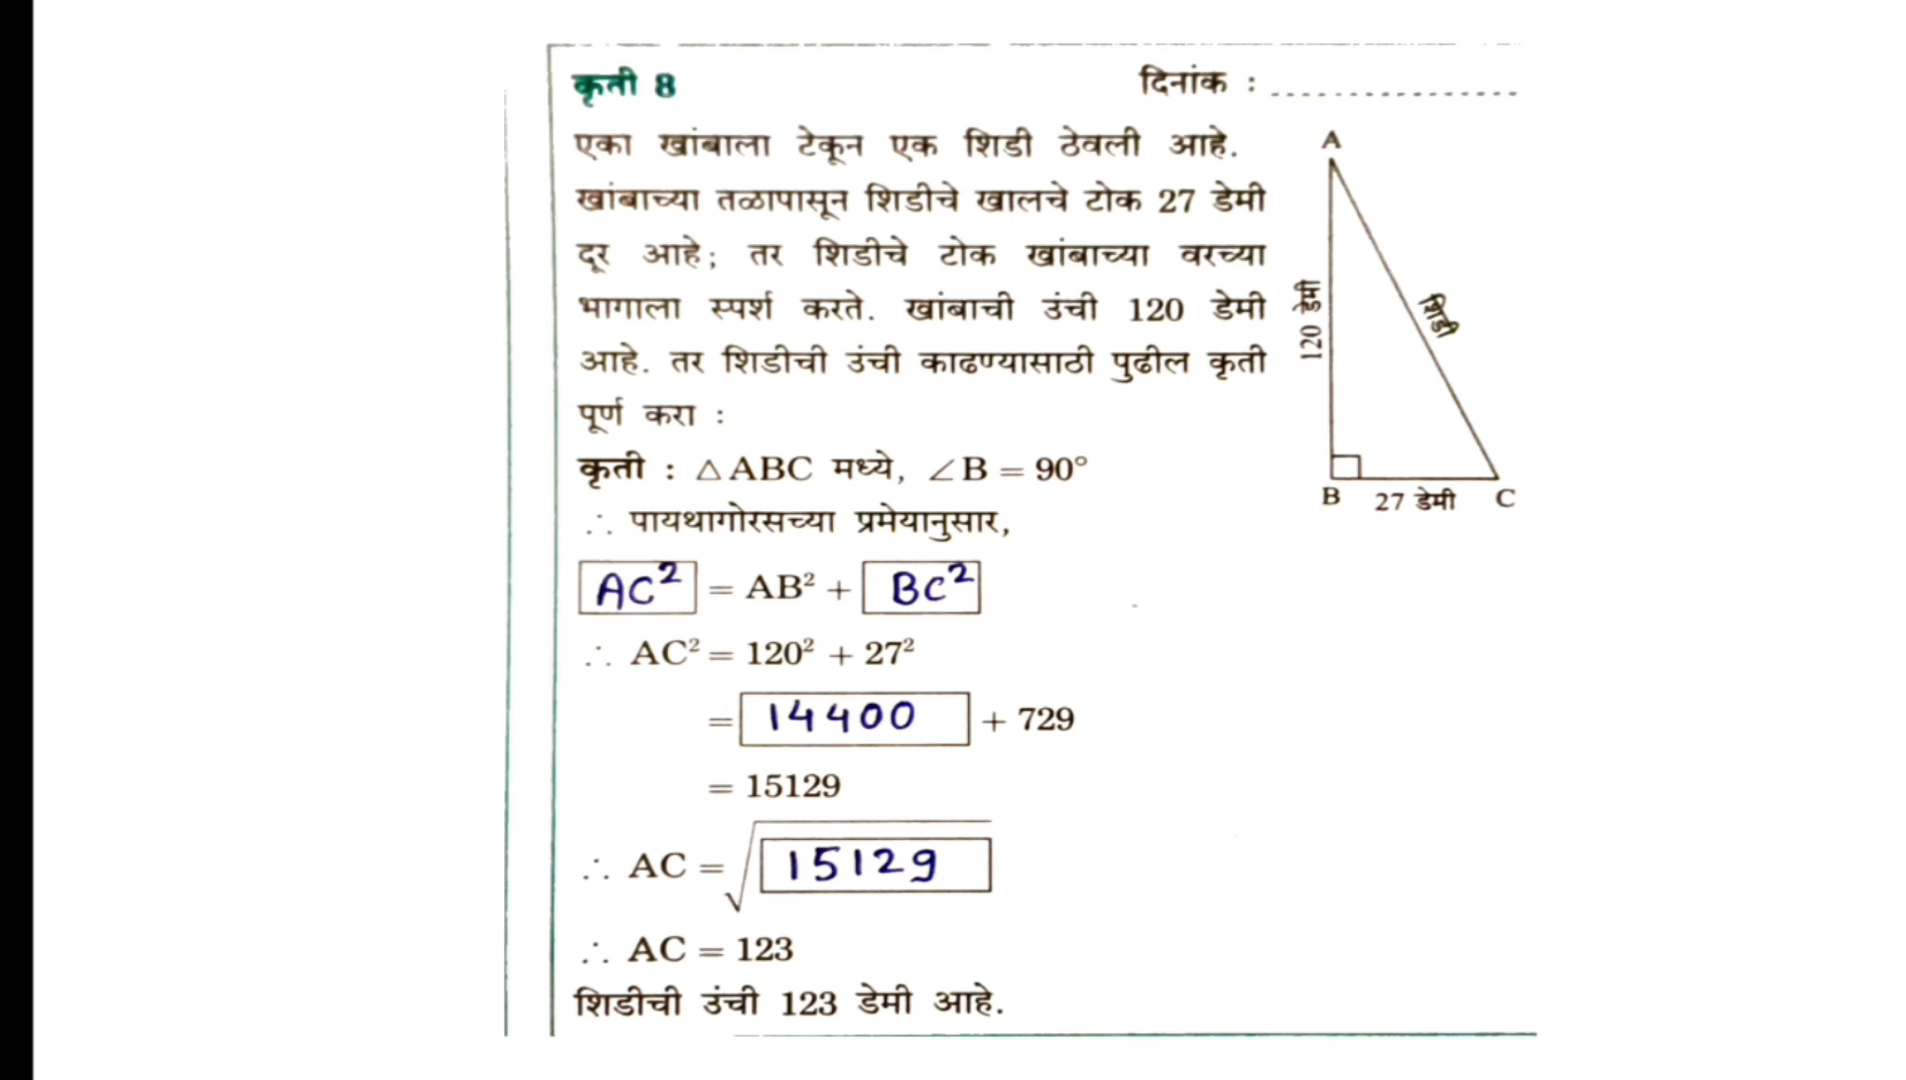 कृती 8
दिनांक : ................
एका खांबाला टेकून एक शिडी ठेवली आहे.
खांबाच्या तळापासून शिडीचे खालचे टोक 27 डेमी
दूर आहे; तर शिडीचे टोक खांबाच्या वरच्या
भागाला स्पर्श करते. खांबाची उंची 120 डेमी
आहे. तर शिडीची उंची काढण्यासाठी पुढील कृती
पूर्ण करा :
A
120 डेमी
शिडी
B
27 डेमी
C
कृती : △ABC मध्ये, ∠B = 90°
∴ पायथागोरसच्या प्रमेयानुसार,
AC² = AB² + BC²
∴ AC² = 120² + 27²
= 14400 + 729
= 15129
∴ AC = √15129
∴ AC = 123
शिडीची उंची 123 डेमी आहे.